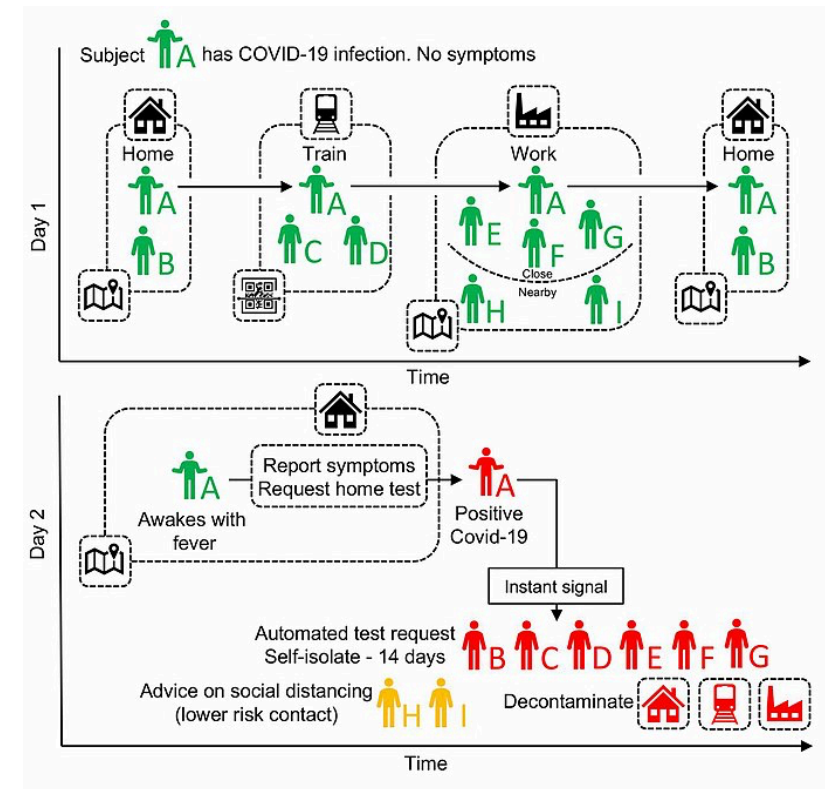 Subject A has COVID-19 infection. No symptoms
Day 1
Home
Train
Work
Home
A
A
A
A
B
C
D
E
F
G
B
Close
Nearby
H
I
Time
Day 2
A
Report symptoms
Request home test
A
Awakes with
fever
Positive
Covid-19
Instant signal
Automated test request
Self-isolate - 14 days
B C D E F G
Advice on social distancing
(lower risk contact)
H I
Decontaminate
Time